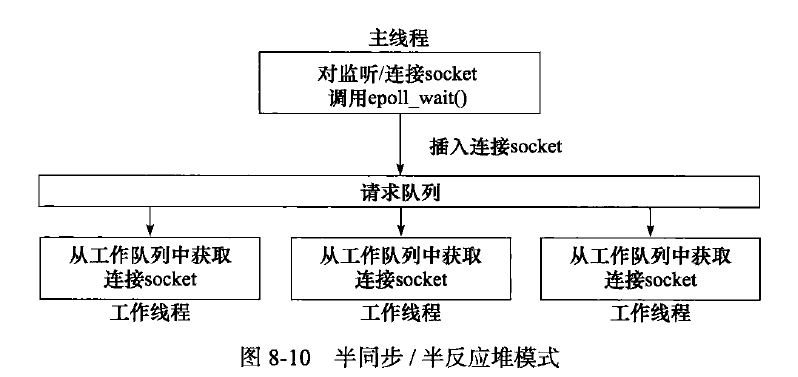 主线程
对监听/连接socket
调用epoll_wait()
插入连接socket
请求队列
从工作队列中获取
连接socket
从工作队列中获取
连接socket
从工作队列中获取
连接socket
工作线程
工作线程
工作线程
图 8-10 半同步 / 半反应堆模式